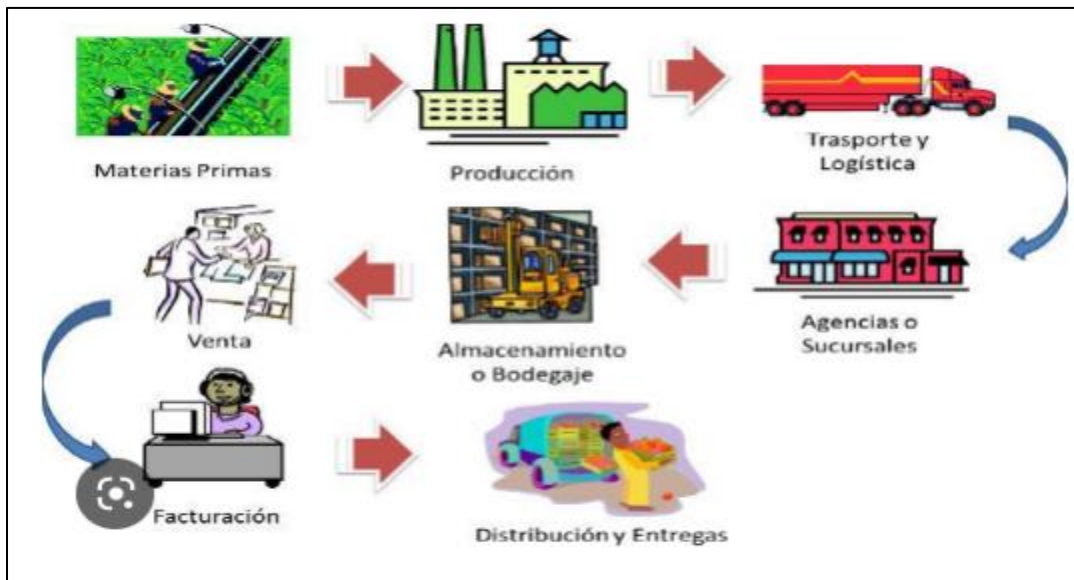 Materias Primas
Producción
Trasporte y
Logística
Agencias o
Sucursales
Almacenamiento
o Bodegaje
Venta
Facturación
Distribución y Entregas